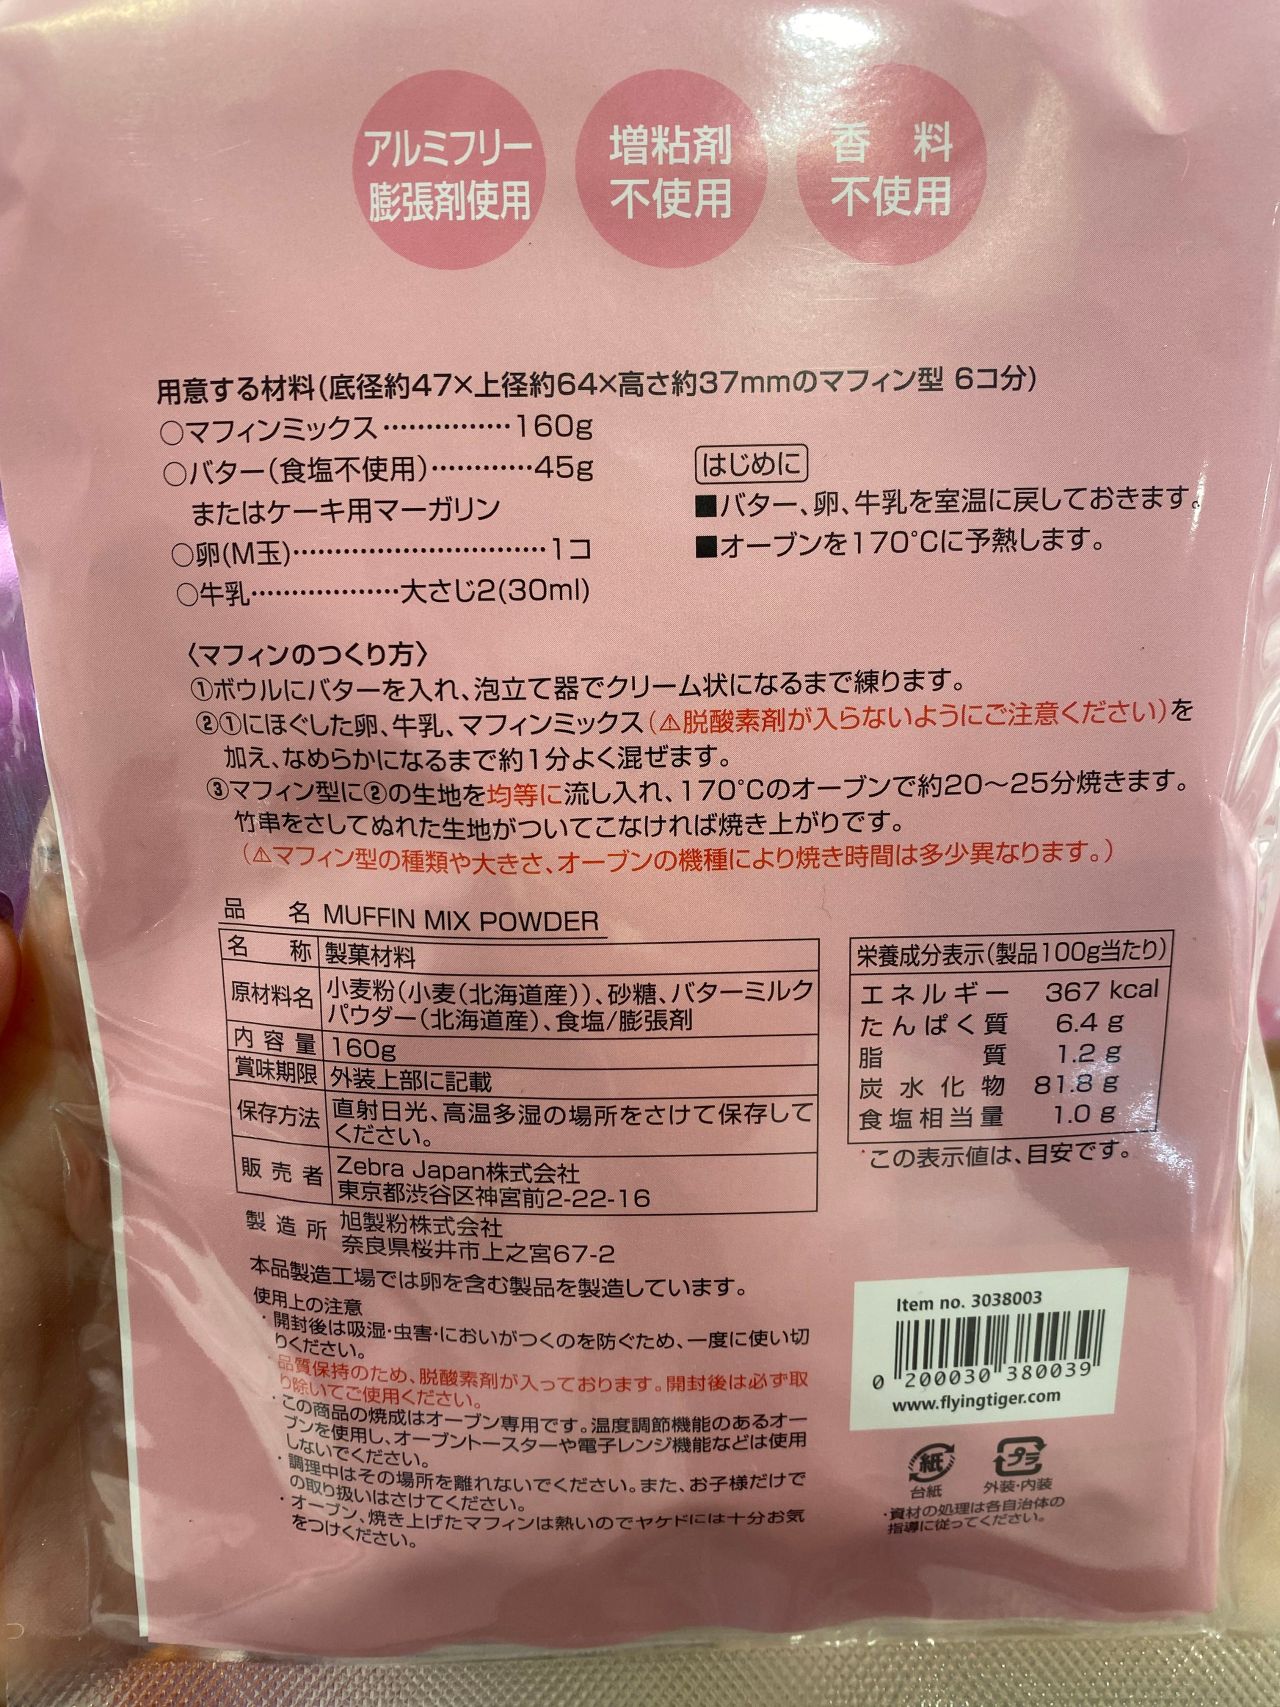 アルミフリー
膨張剤使用
増粘剤
不使用
香料
不使用
用意する材料(底径約47×上径約64×高さ約37mmのマフィン型 6コ分)
○マフィンミックス……………160g
○バター(食塩不使用)…………45g
またはケーキ用マーガリン
○卵(M玉)…………………………1コ
○牛乳………………大さじ2(30ml)
はじめに
■バター、卵、牛乳を室温に戻しておきます。
■オーブンを170℃に予熱します。
〈マフィンのつくり方〉
①ボウルにバターを入れ、泡立て器でクリーム状になるまで練ります。
②①にほぐした卵、牛乳、マフィンミックス(⚠脱酸素剤が入らないようにご注意ください)を
加え、なめらかになるまで約1分よく混ぜます。
③マフィン型に②の生地を均等に流し入れ、170℃のオーブンで約20〜25分焼きます。
竹串をさしてぬれた生地がついてこなければ焼き上がりです。
(⚠マフィン型の種類や大きさ、オーブンの機種により焼き時間は多少異なります。)
品名 MUFFIN MIX POWDER
名称 製菓材料
原材料名 小麦粉(小麦(北海道産))、砂糖、バターミルク
パウダー(北海道産)、食塩/膨張剤
内容量 160g
賞味期限 外装上部に記載
保存方法 直射日光、高温多湿の場所をさけて保存して
ください。
販売者 Zebra Japan株式会社
東京都渋谷区神宮前2-22-16
製造所 旭製粉株式会社
奈良県桜井市上之宮67-2
栄養成分表示(製品100g当たり)
エネルギー 367 kcal
たんぱく質 6.4 g
脂質 1.2 g
炭水化物 81.8 g
食塩相当量 1.0 g
*この表示値は、目安です。
本品製造工場では卵を含む製品を製造しています。
使用上の注意
・開封後は吸湿・虫害・においがつくのを防ぐため、一度に使い切
りください。
・品質保持のため、脱酸素剤が入っております。開封後は必ず取
り除いてご使用ください。
・この商品の焼成はオーブン専用です。温度調節機能のあるオー
ブンを使用し、オーブントースターや電子レンジ機能などは使用
しないでください。
・調理中はその場所を離れないでください。また、お子様だけで
の取り扱いはさけてください。
・オーブン、焼き上げたマフィンは熱いのでヤケドには十分お気
をつけください。
Item no. 3038003
0 200030 380039
www.flyingtiger.com
紙
台紙
プラ
外装・内装
・資材の処理は各自治体の
指導に従ってください。